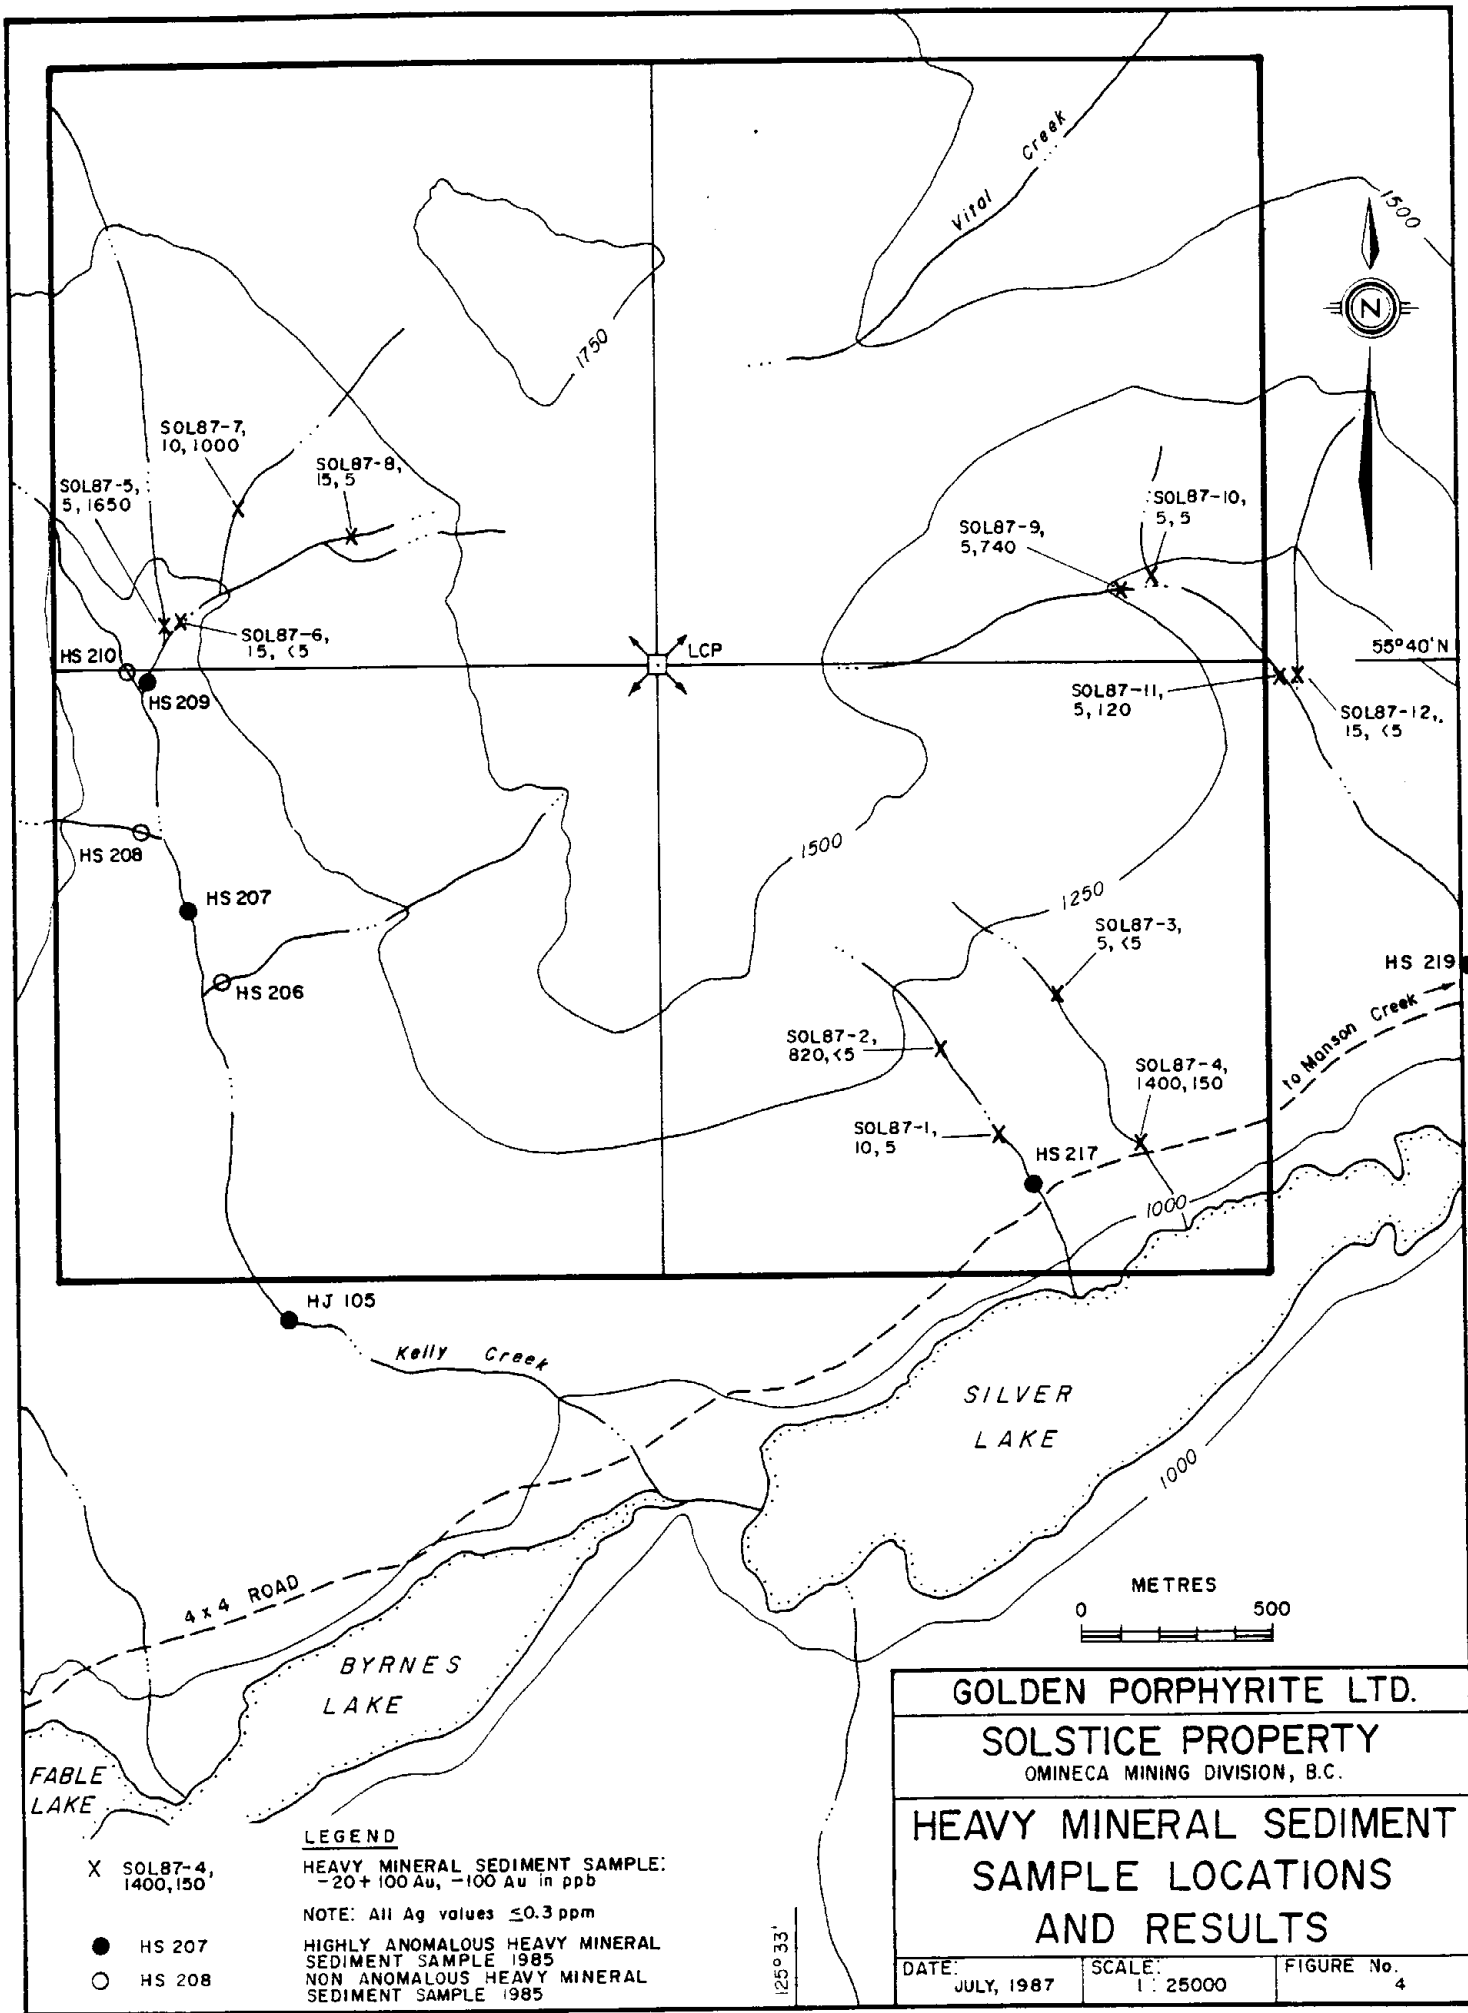 Vital Creek
1500
N
1750
SOL87-7,
10,1000
SOL87-8,
15,5
SOL87-5,
5,1650
SOL87-10,
5,5
SOL87-9,
5,740
SOL87-6,
15,<5
HS 210
LCP
55°40'N
HS 209
SOL87-11,
5,120
SOL87-12,
15,<5
1500
HS 208
HS 207
1250
SOL87-3,
5,<5
HS 219
HS 206
to Manson Creek
SOL87-2,
820,<5
SOL87-4,
1400,150
SOL87-1,
10,5
HS 217
1000
HJ 105
Kelly Creek
SILVER
LAKE
1000
4 x 4 ROAD
METRES
0 500
BYRNES
LAKE
FABLE
LAKE
GOLDEN PORPHYRITE LTD.
SOLSTICE PROPERTY
OMINECA MINING DIVISION, B.C.
HEAVY MINERAL SEDIMENT
SAMPLE LOCATIONS
AND RESULTS
DATE: JULY, 1987
SCALE: 1 : 25000
FIGURE No. 4
125°33'
LEGEND
X SOL87-4,
1400,150
HEAVY MINERAL SEDIMENT SAMPLE:
-20+100 Au, -100 Au in ppb
NOTE: All Ag values ≤0.3 ppm
HS 207
HIGHLY ANOMALOUS HEAVY MINERAL
SEDIMENT SAMPLE 1985
HS 208
NON ANOMALOUS HEAVY MINERAL
SEDIMENT SAMPLE 1985